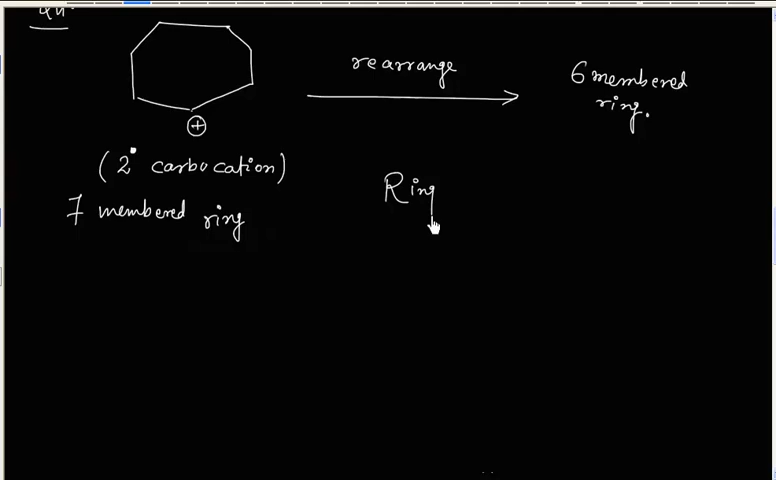 rearrange
6 membered
ring.
+
(2° carbocation)
7 membered ring
Ring